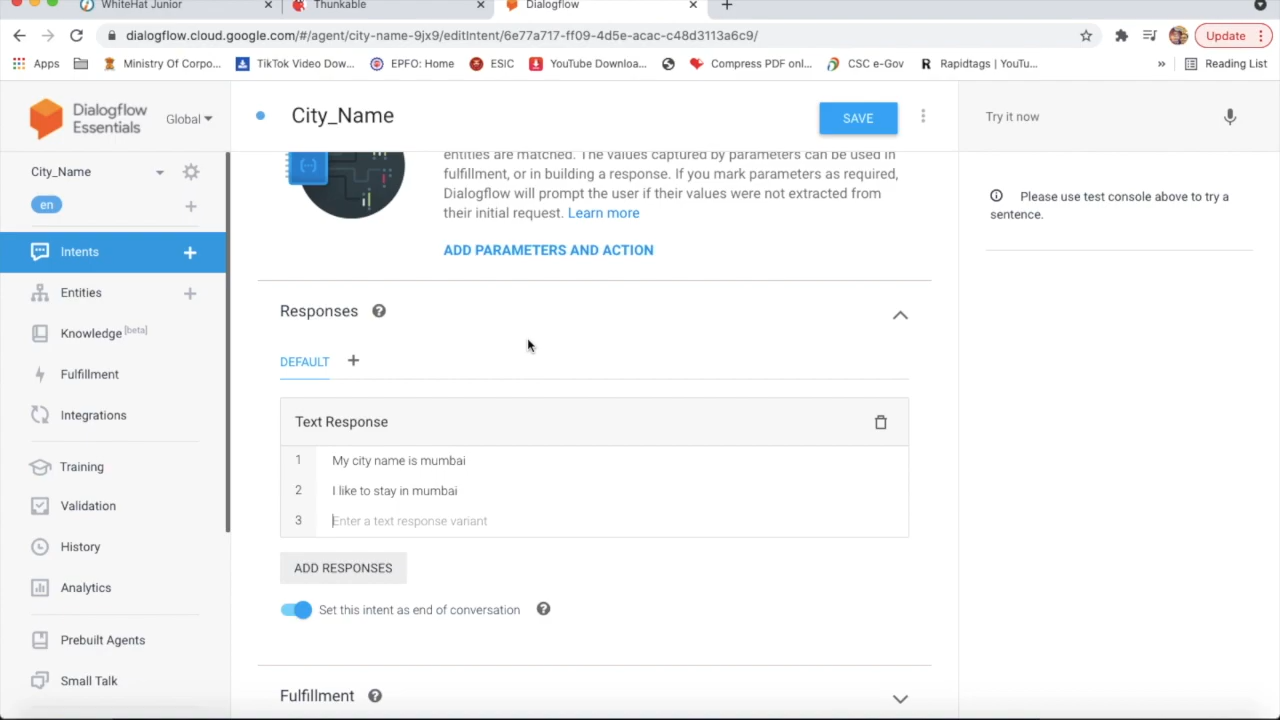 WhiteHat Junior
Thunkable
Dialogflow
dialogflow.cloud.google.com/#/agent/city-name-9jx9/editIntent/6e77a717-ff09-4d5e-acac-c48d3113a6c9/
Update
Apps
Ministry Of Corpo...
TikTok Video Dow...
EPFO: Home
ESIC
YouTube Downloa...
Compress PDF onl...
CSC e-Gov
Rapidtags | YouTu...
»
Reading List
Dialogflow
Essentials
Global
City_Name
SAVE
Try it now
City_Name
en
Intents
Entities
Knowledge [beta]
Fulfillment
Integrations
Training
Validation
History
Analytics
Prebuilt Agents
Small Talk
entities are matched. The values captured by parameters can be used in
fulfillment, or in building a response. If you mark parameters as required,
Dialogflow will prompt the user if their values were not extracted from
their initial request. Learn more
ADD PARAMETERS AND ACTION
Responses
DEFAULT
Text Response
1 My city name is mumbai
2 I like to stay in mumbai
3 Enter a text response variant
ADD RESPONSES
Set this intent as end of conversation
Fulfillment
Please use test console above to try a
sentence.